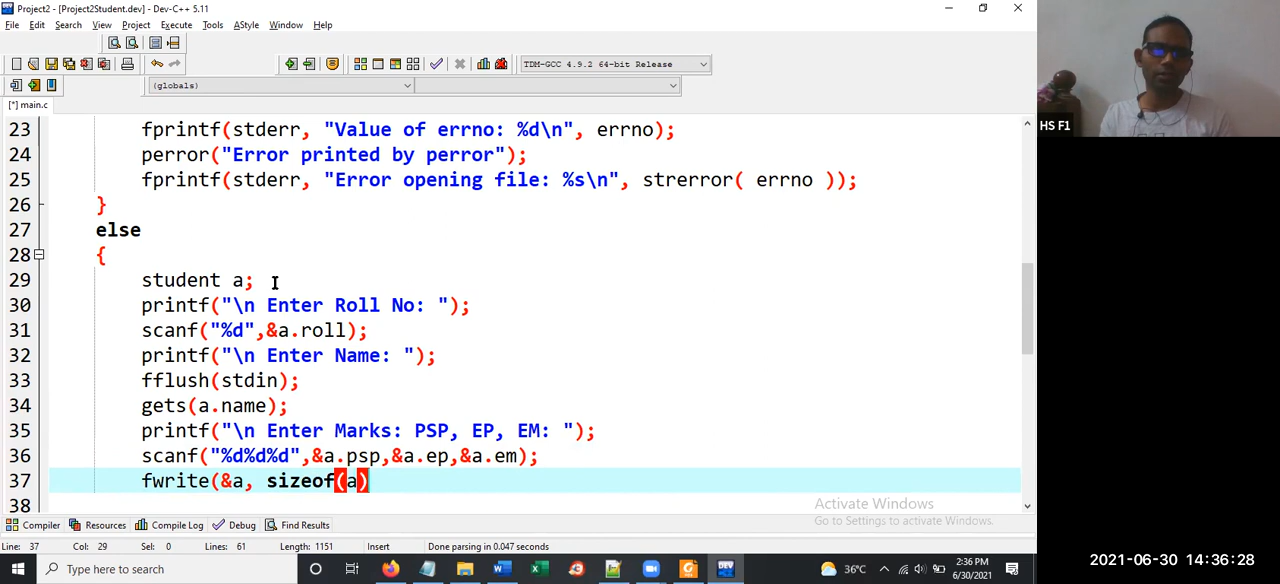 Project2 - [Project2Student.dev] - Dev-C++ 5.11
File Edit Search View Project Execute Tools AStyle Window Help
TDM-GCC 4.9.2 64-bit Release
(globals)
[*] main.c
HS F1
23 fprintf(stderr, "Value of errno: %d\n", errno);
24 perror("Error printed by perror");
25 fprintf(stderr, "Error opening file: %s\n", strerror( errno ));
26 }
27 else
28 {
29 student a;
30 printf("\n Enter Roll No: ");
31 scanf("%d",&a.roll);
32 printf("\n Enter Name: ");
33 fflush(stdin);
34 gets(a.name);
35 printf("\n Enter Marks: PSP, EP, EM: ");
36 scanf("%d%d%d",&a.psp,&a.ep,&a.em);
37 fwrite(&a, sizeof(a)
38
Activate Windows
Go to Settings to activate Windows.
Compiler Resources Compile Log Debug Find Results
Line: 37 Col: 29 Sel: 0 Lines: 61 Length: 1151 Insert Done parsing in 0.047 seconds
Type here to search
DEV
36°C
2:36 PM
6/30/2021
2021-06-30 14:36:28